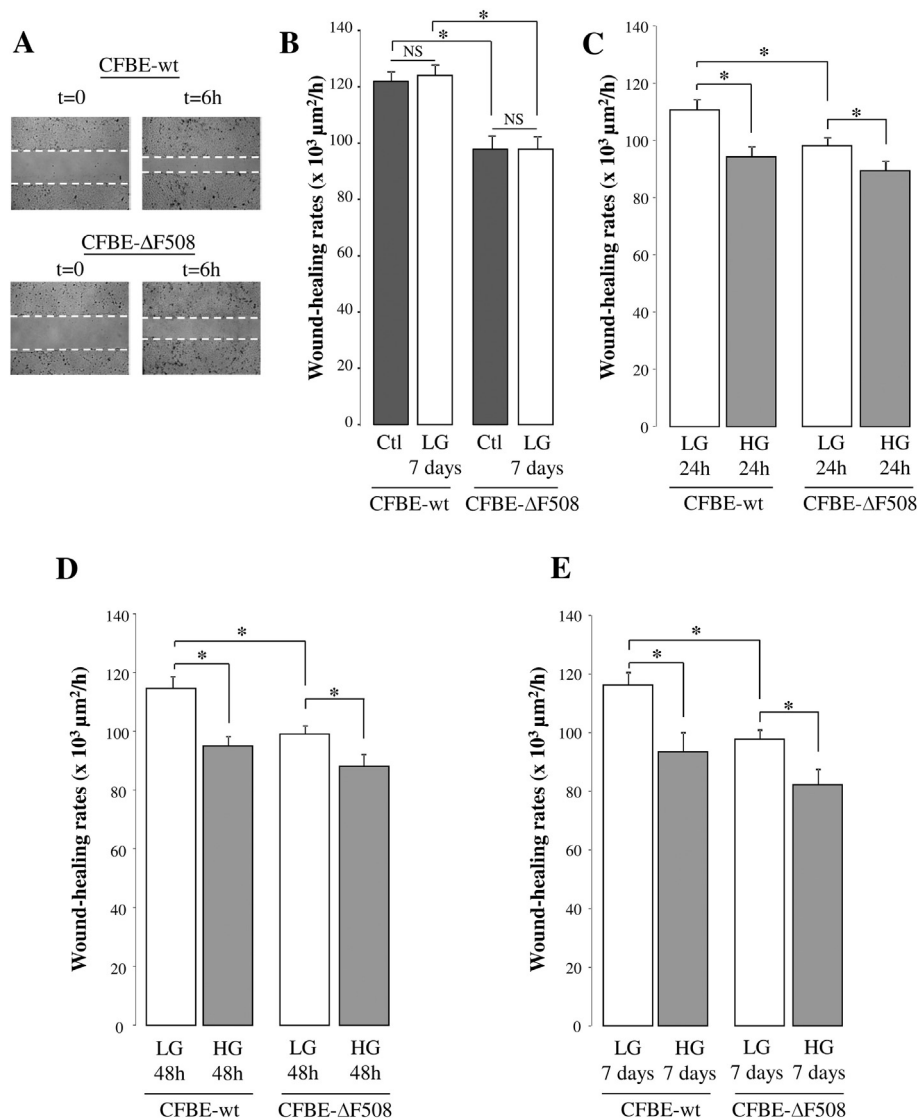 A
CFBE-wt
t=0 t=6h
CFBE-ΔF508
t=0 t=6h
B
Wound-healing rates (x 10³ µm²/h)
140
120
100
80
60
40
20
0
*
*
NS
NS
Ctl LG Ctl LG
7 days 7 days
CFBE-wt CFBE-ΔF508
C
Wound-healing rates (x 10³ µm²/h)
140
120
100
80
60
40
20
0
*
*
*
LG HG LG HG
24h 24h 24h 24h
CFBE-wt CFBE-ΔF508
D
Wound-healing rates (x 10³ µm²/h)
140
120
100
80
60
40
20
0
*
*
*
LG HG LG HG
48h 48h 48h 48h
CFBE-wt CFBE-ΔF508
E
Wound-healing rates (x 10³ µm²/h)
140
120
100
80
60
40
20
0
*
*
*
LG HG LG HG
7 days 7 days 7 days 7 days
CFBE-wt CFBE-ΔF508